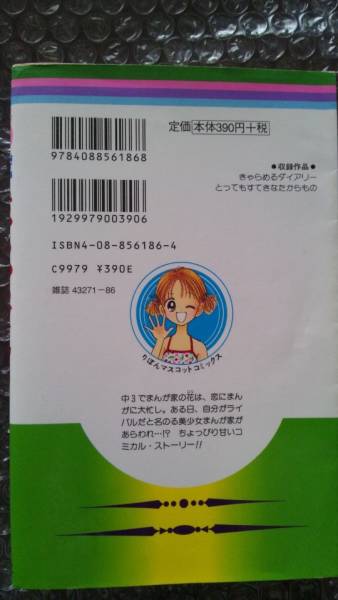 定価 本体390円+税
9784088561868
1929979003906
ISBN4-08-856186-4
C9979 ¥390E
雑誌 43271-86
●収録作品●
きゃらめるダイアリー
とってもすてきなたからもの
りぼんマスコットコミックス
中3でまんが家の花は、恋にまん
がに大忙し。ある日、自分がライ
バルだと名のる美少女まんが家が
あらわれ…!? ちょっぴり甘いコ
ミカル・ストーリー!!